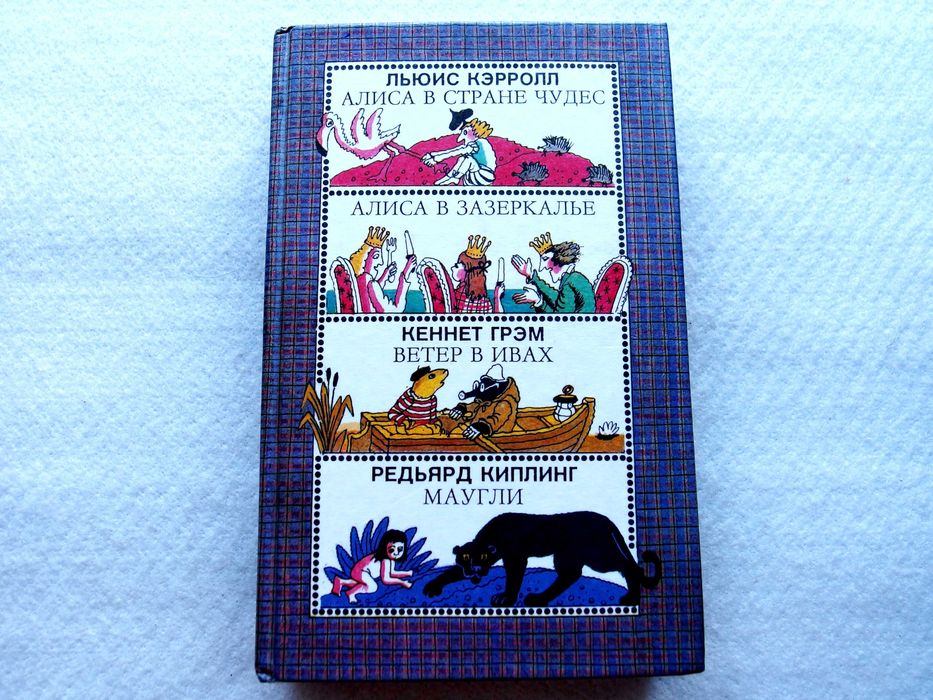 ЛЬЮИС КЭРРОЛЛ
АЛИСА В СТРАНЕ ЧУДЕС
АЛИСА В ЗАЗЕРКАЛЬЕ
КЕННЕТ ГРЭМ
ВЕТЕР В ИВАХ
РЕДЬЯРД КИПЛИНГ
МАУГЛИ